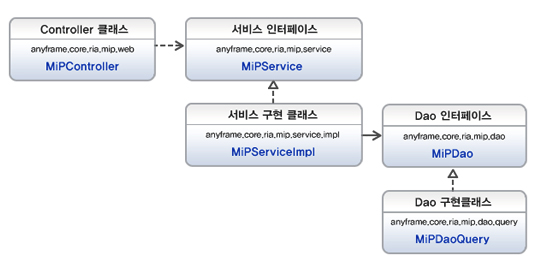 Controller 클래스
anyframe,core,ria,mip,web
MiPController
서비스 인터페이스
anyframe,core,ria,mip,service
MiPService
서비스 구현 클래스
anyframe,core,ria,mip,service,impl
MiPServiceImpl
Dao 인터페이스
anyframe,core,ria,mip,dao
MiPDao
Dao 구현클래스
anyframe,core,ria,mip,dao,query
MiPDaoQuery